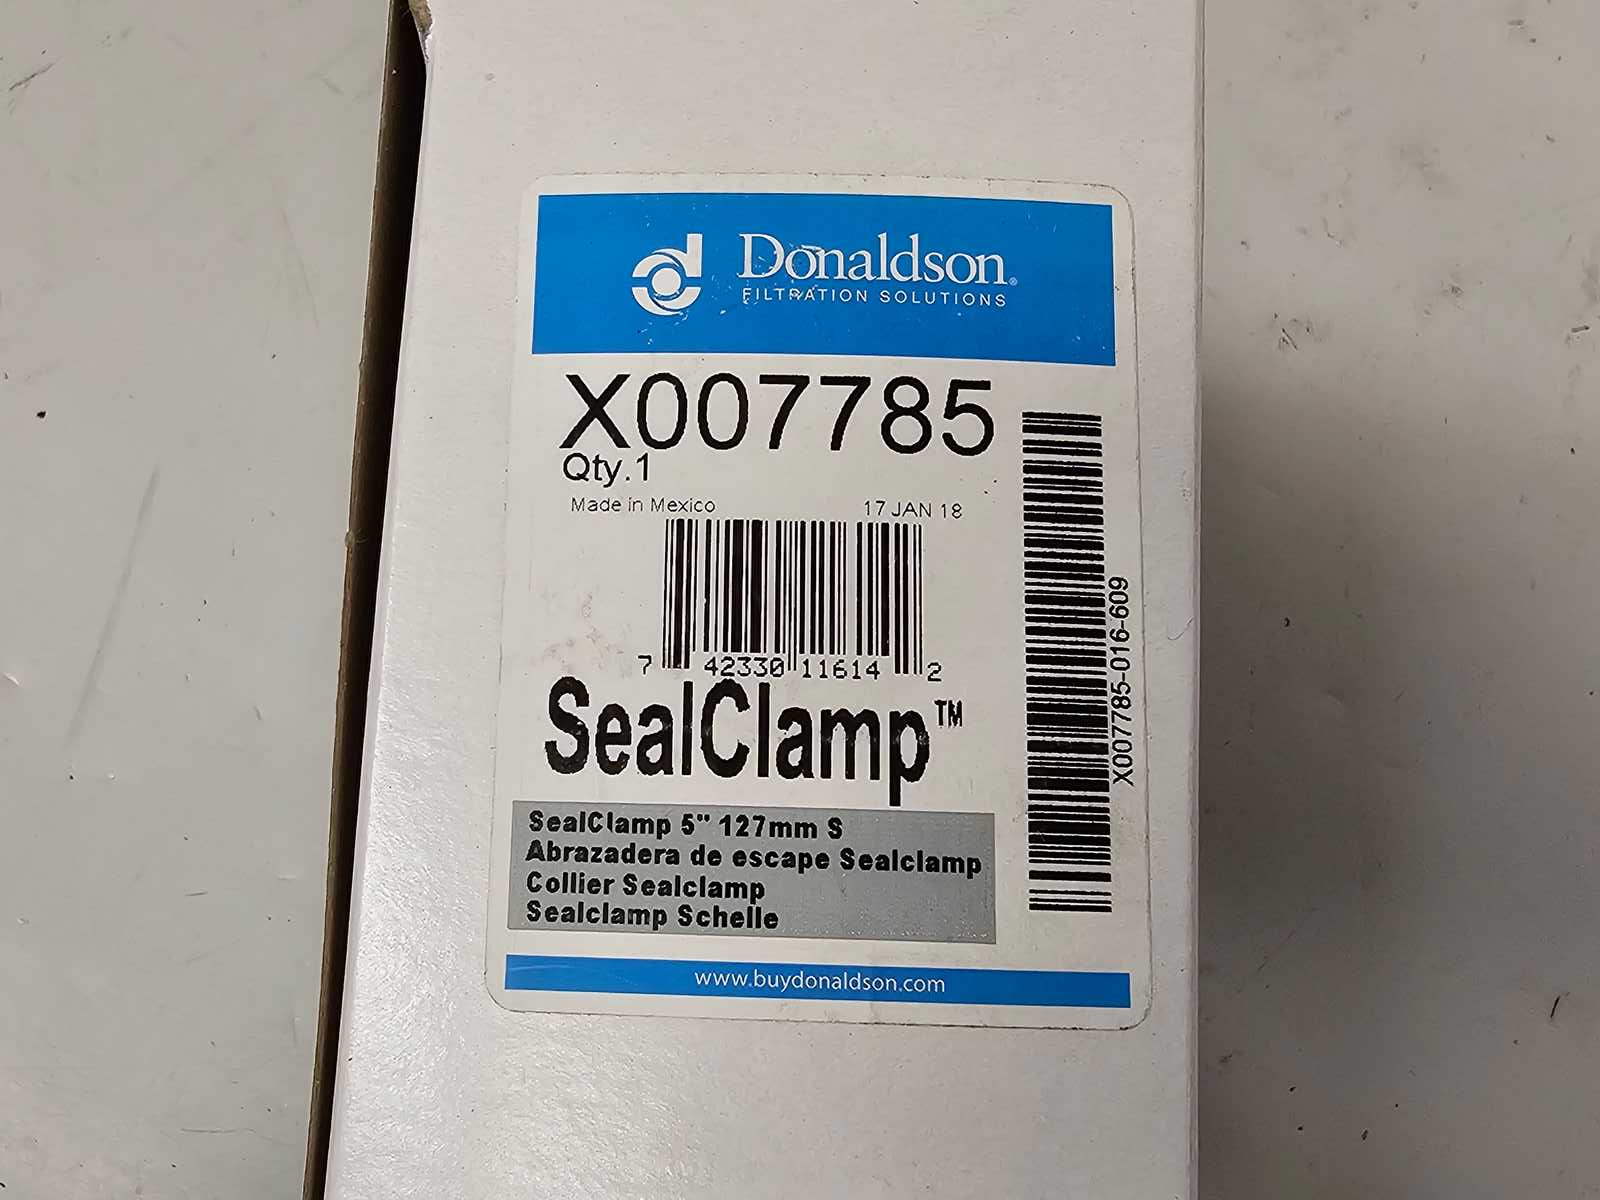 Donaldson®
FILTRATION SOLUTIONS
X007785
Qty.1
Made in Mexico 17 JAN 18
7 42330 11614 2
SealClamp™
SealClamp 5" 127mm S
Abrazadera de escape Sealclamp
Collier Sealclamp
Sealclamp Schelle
www.buydonaldson.com
X007785-016-609